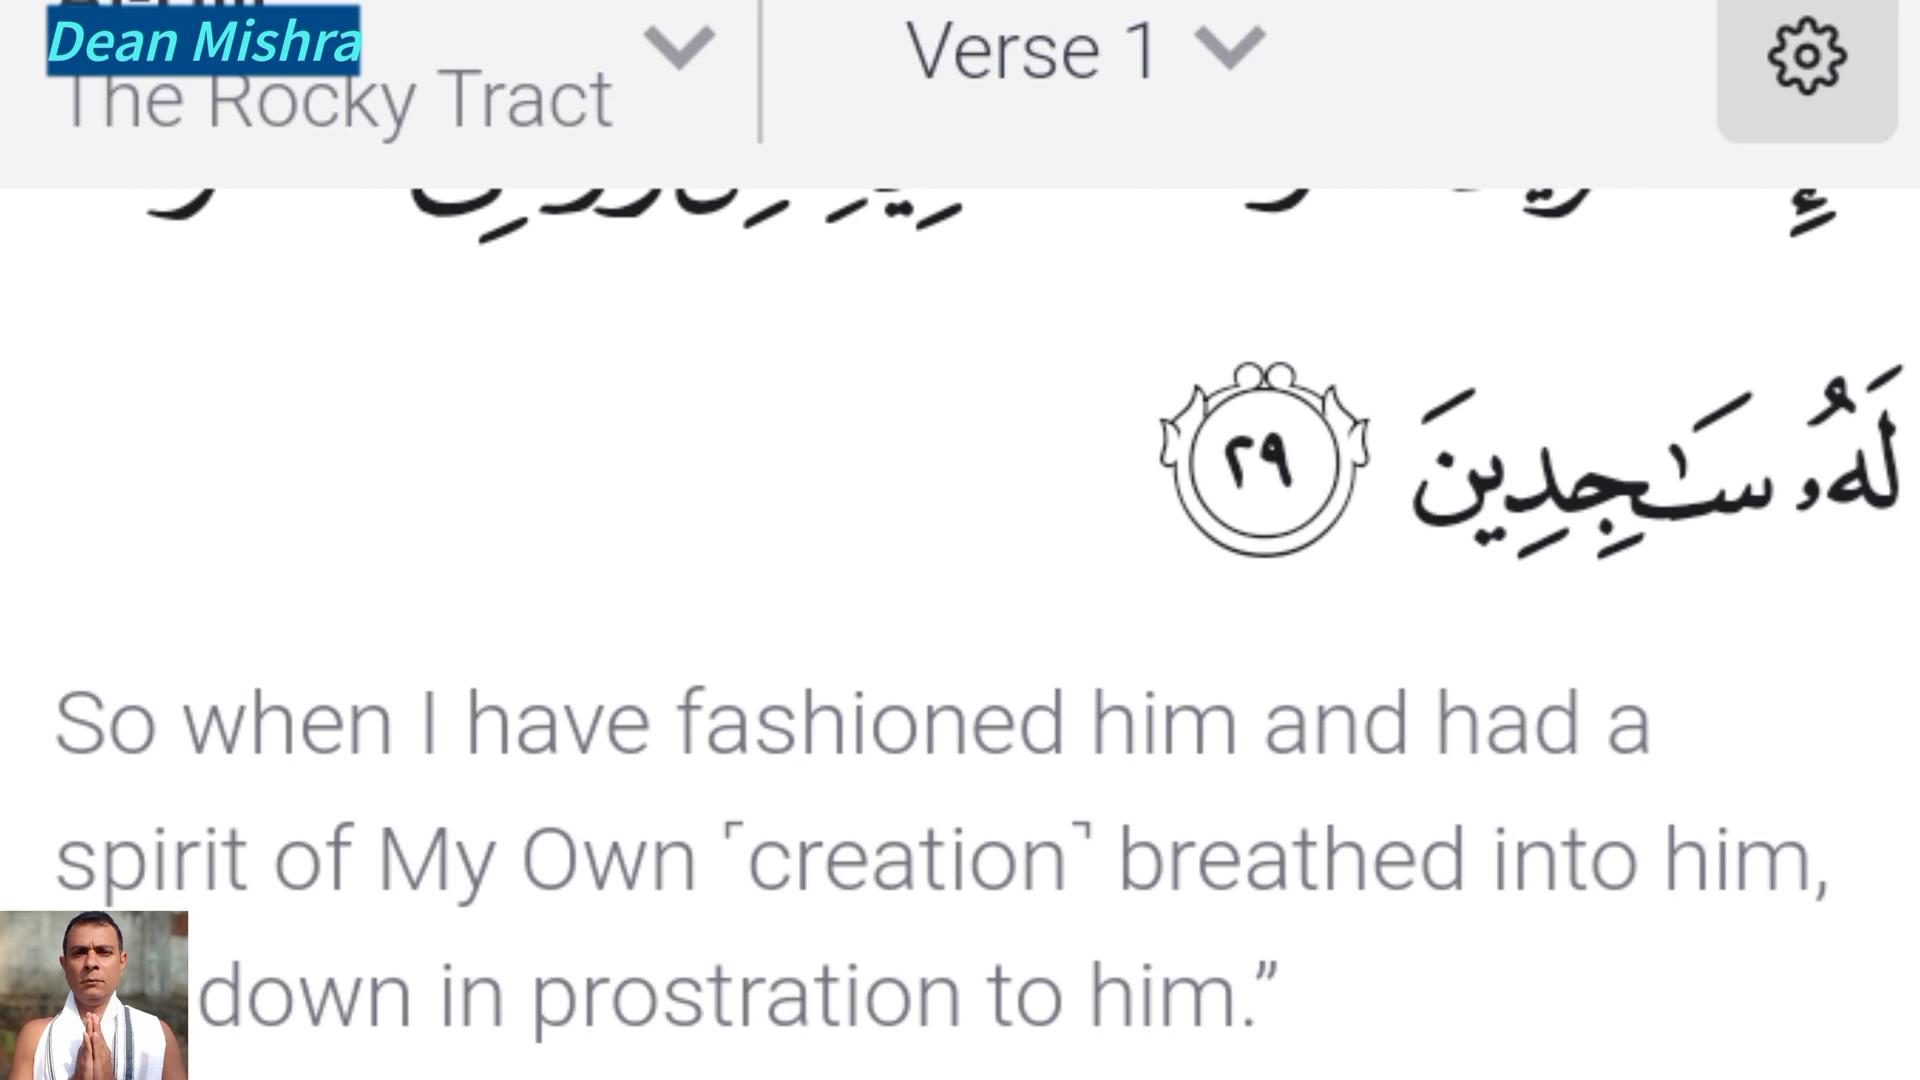 Dean Mishra
The Rocky Tract
Verse 1
لَهُۥ سَـٰجِدِينَ ٢٩
So when I have fashioned him and had a
spirit of My Own ˹creation˺ breathed into him,
down in prostration to him.”